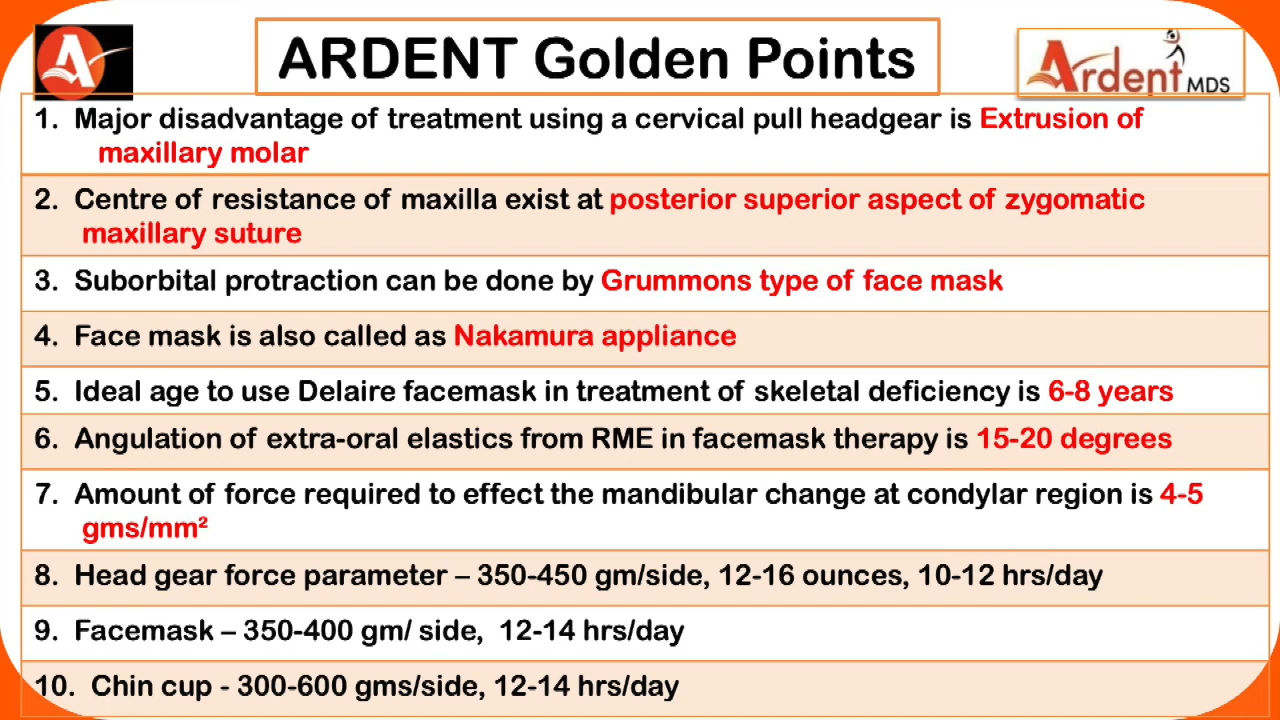 ARDENT Golden Points
A
Ardent MDS
1. Major disadvantage of treatment using a cervical pull headgear is Extrusion of
maxillary molar
2. Centre of resistance of maxilla exist at posterior superior aspect of zygomatic
maxillary suture
3. Suborbital protraction can be done by Grummons type of face mask
4. Face mask is also called as Nakamura appliance
5. Ideal age to use Delaire facemask in treatment of skeletal deficiency is 6-8 years
6. Angulation of extra-oral elastics from RME in facemask therapy is 15-20 degrees
7. Amount of force required to effect the mandibular change at condylar region is 4-5
gms/mm²
8. Head gear force parameter – 350-450 gm/side, 12-16 ounces, 10-12 hrs/day
9. Facemask – 350-400 gm/ side, 12-14 hrs/day
10. Chin cup - 300-600 gms/side, 12-14 hrs/day